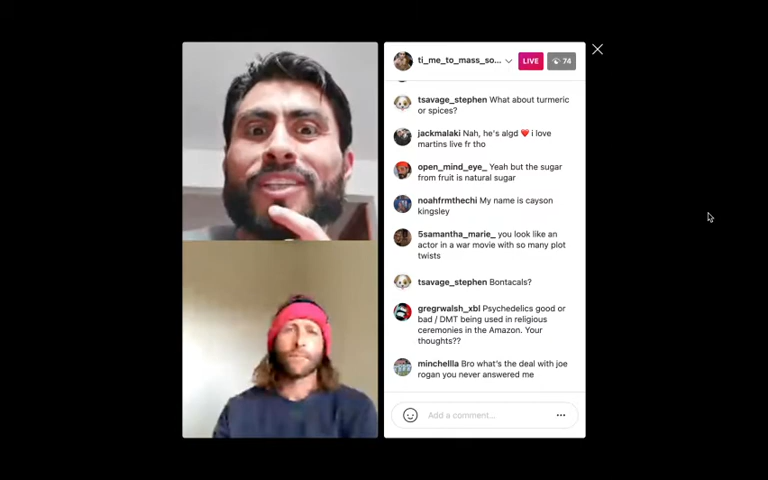 ti_me_to_mass_so...
LIVE
74
tsavage_stephen What about turmeric
or spices?
jackmalaki Nah, he's algd ❤️ i love
martins live fr tho
open_mind_eye_ Yeah but the sugar
from fruit is natural sugar
noahfrmthechi My name is cayson
kingsley
5samantha_marie_ you look like an
actor in a war movie with so many plot
twists
tsavage_stephen Bontacals?
gregrwalsh_xbl Psychedelics good or
bad / DMT being used in religious
ceremonies in the Amazon. Your
thoughts??
minchellla Bro what's the deal with joe
rogan you never answered me
Add a comment...